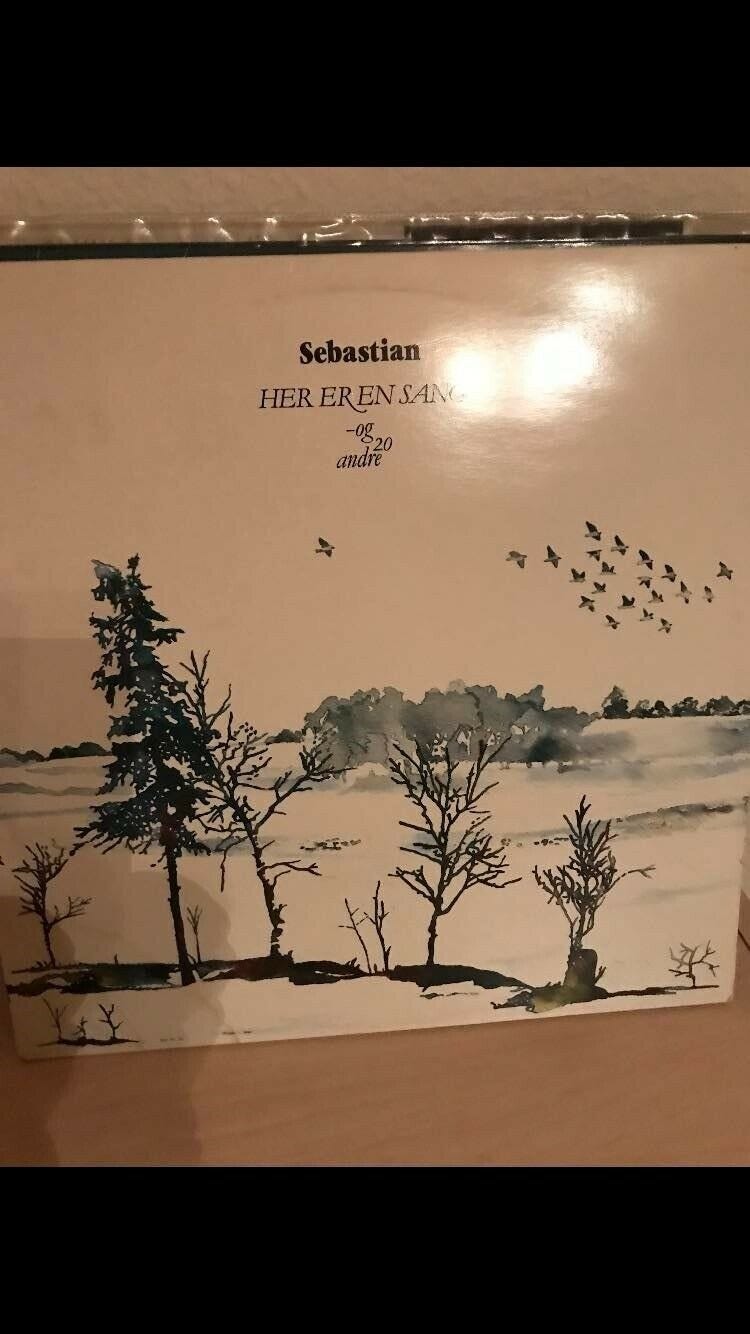 Sebastian
HER ER EN SANG
–og
20
andre